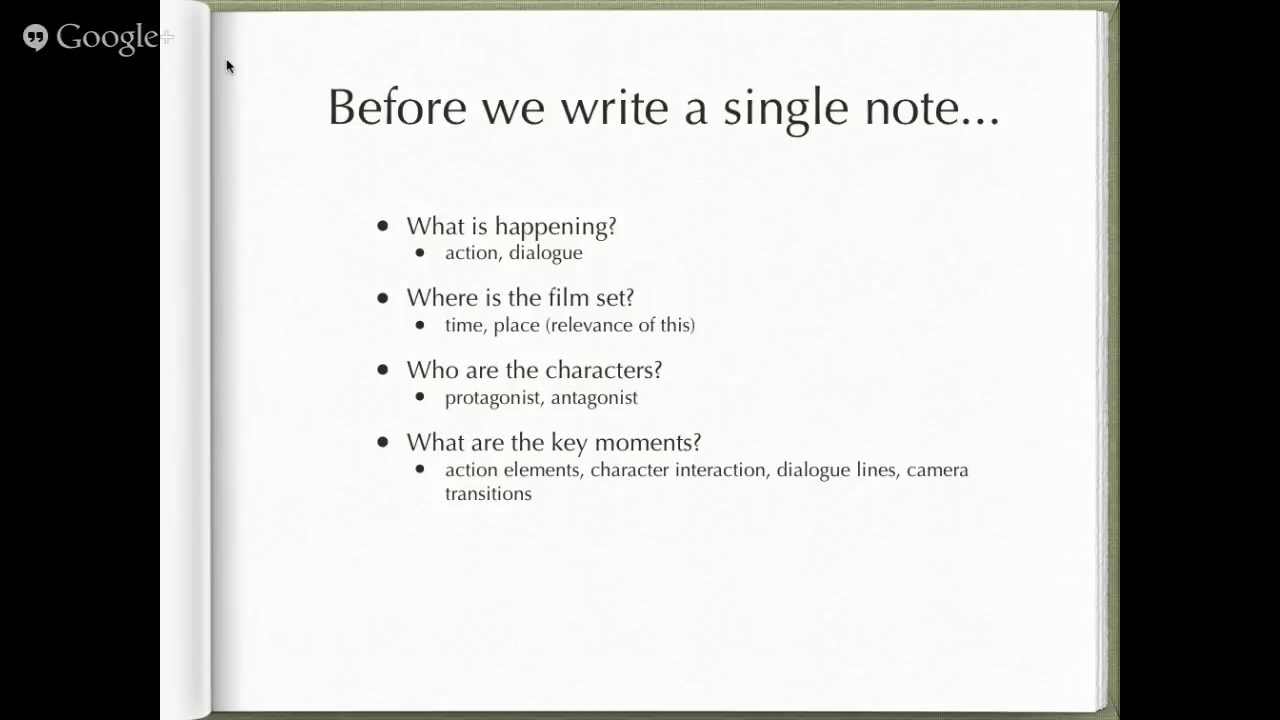 Google+
Before we write a single note...
• What is happening?
• action, dialogue
• Where is the film set?
• time, place (relevance of this)
• Who are the characters?
• protagonist, antagonist
• What are the key moments?
• action elements, character interaction, dialogue lines, camera
transitions